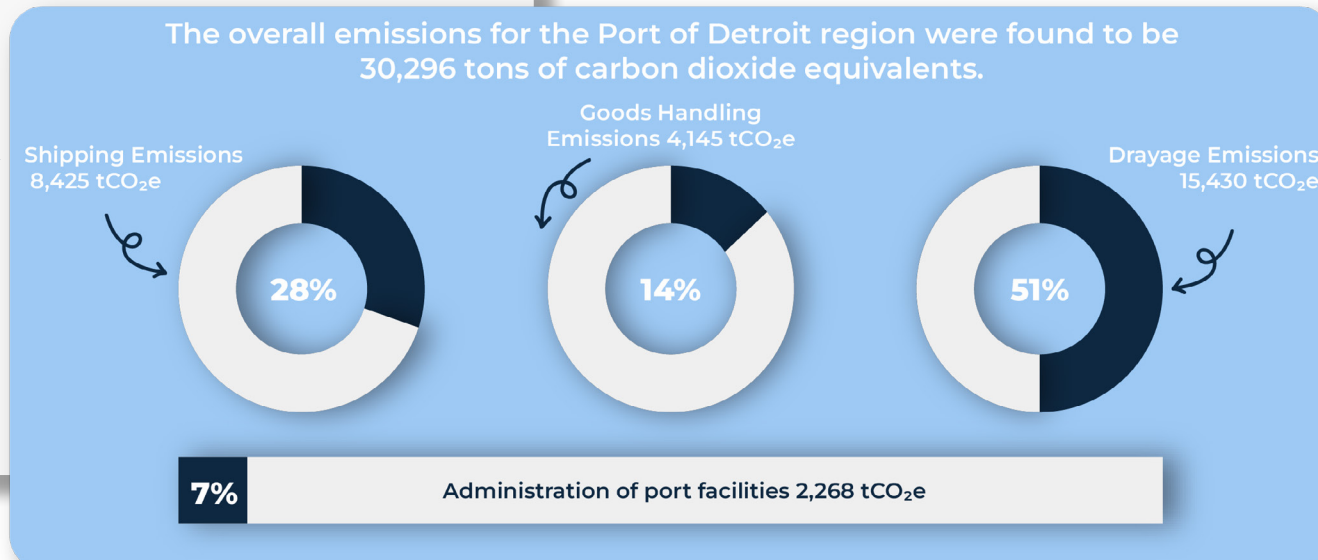 The overall emissions for the Port of Detroit region were found to be
30,296 tons of carbon dioxide equivalents.
Shipping Emissions
8,425 tCO₂e
28%
Goods Handling
Emissions 4,145 tCO₂e
14%
Drayage Emissions
15,430 tCO₂e
51%
7%
Administration of port facilities 2,268 tCO₂e